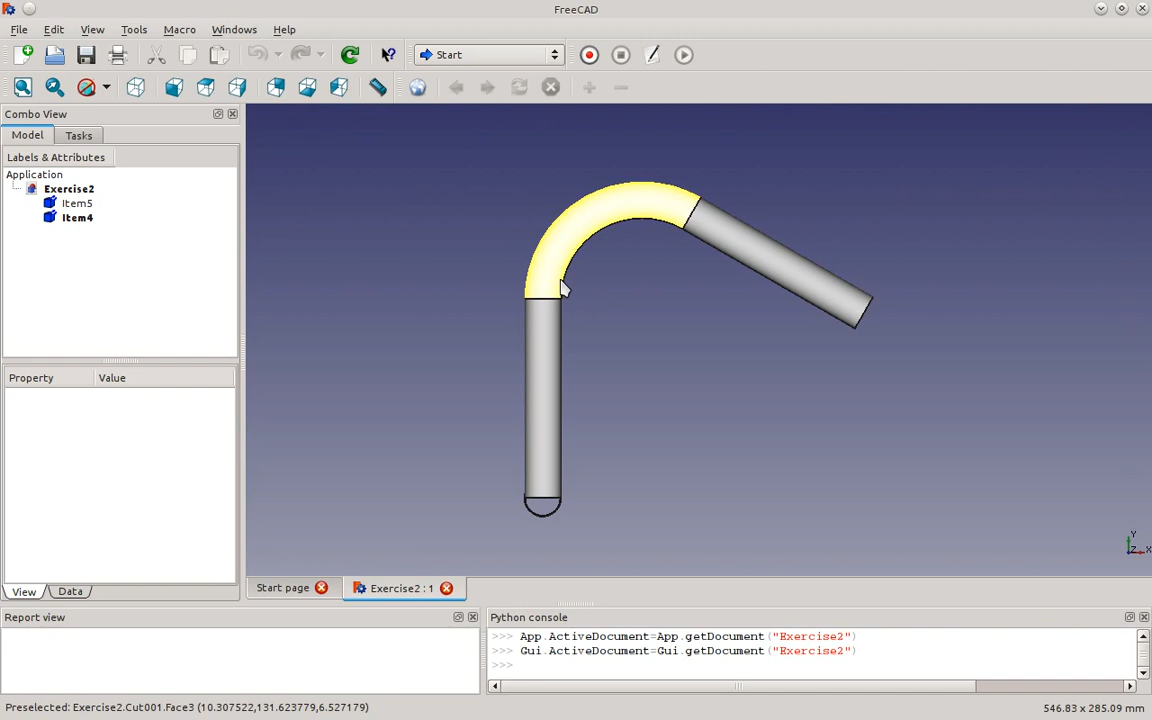 FreeCAD
File Edit View Tools Macro Windows Help
Start
Combo View
Model Tasks
Labels & Attributes
Application
Exercise2
Item5
Item4
Property Value
View Data
Y
Z X
Start page Exercise2 : 1
Report view
Python console
>>> App.ActiveDocument=App.getDocument("Exercise2")
>>> Gui.ActiveDocument=Gui.getDocument("Exercise2")
>>>
Preselected: Exercise2.Cut001.Face3 (10.307522,131.623779,6.527179)
546.83 x 285.09 mm